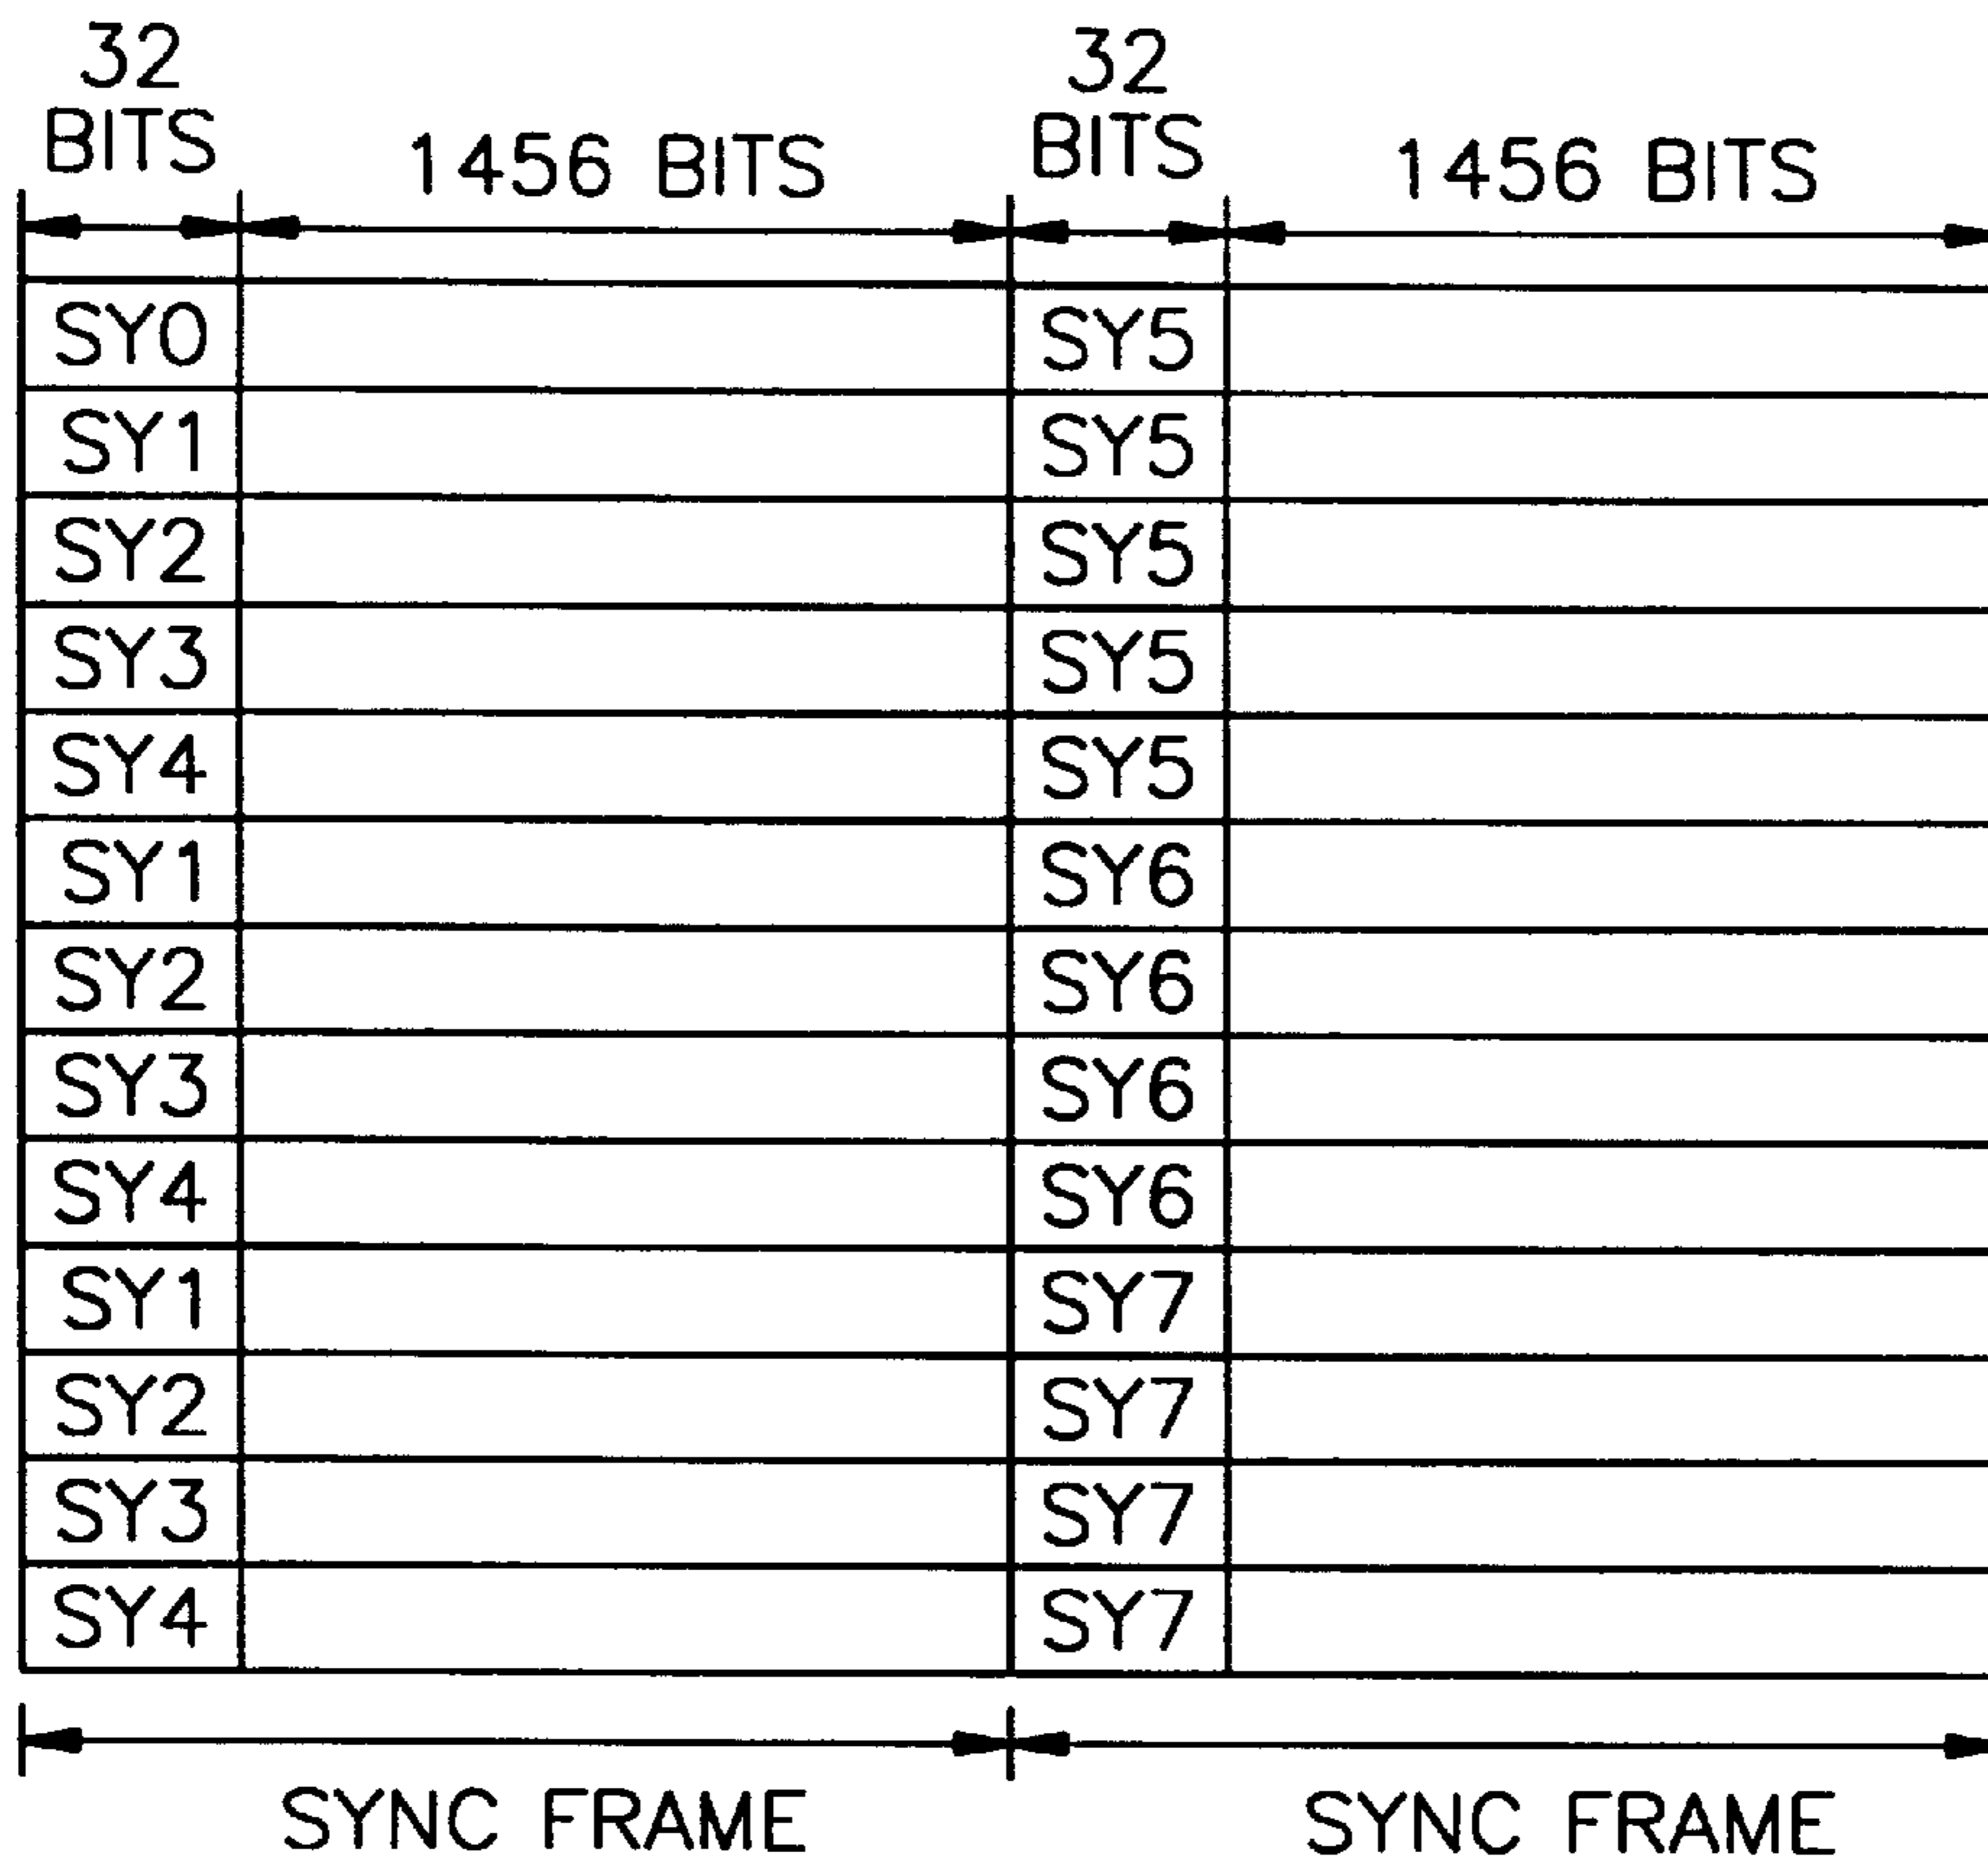 32 BITS 1456 BITS 32 BITS 1456 BITS
SY0 SY5
SY1 SY5
SY2 SY5
SY3 SY5
SY4 SY5
SY1 SY6
SY2 SY6
SY3 SY6
SY4 SY6
SY1 SY7
SY2 SY7
SY3 SY7
SY4 SY7
SYNC FRAME SYNC FRAME